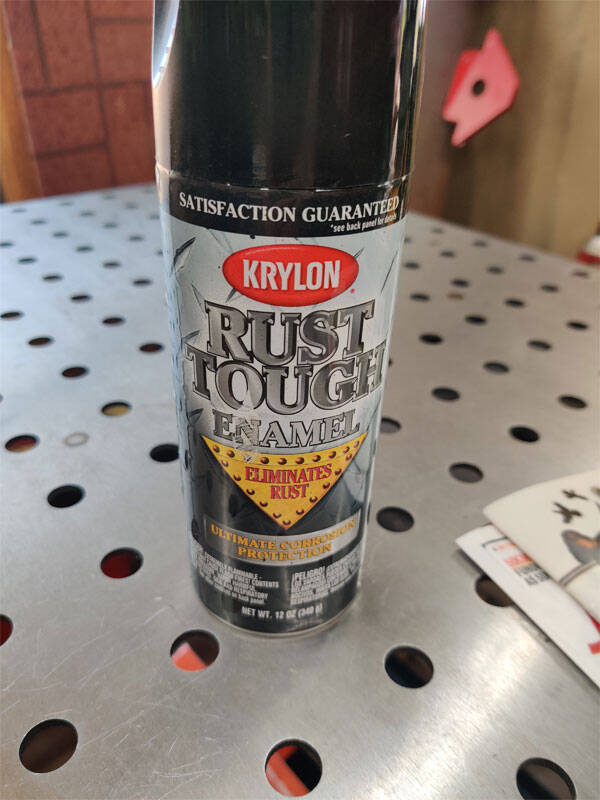 SATISFACTION GUARANTEED
*see back panel for details
KRYLON
RUST
TOUGH
ENAMEL
ELIMINATES
RUST
ULTIMATE CORROSION
PROTECTION
¡PELIGRO!
NET WT. 12 OZ (340 g)